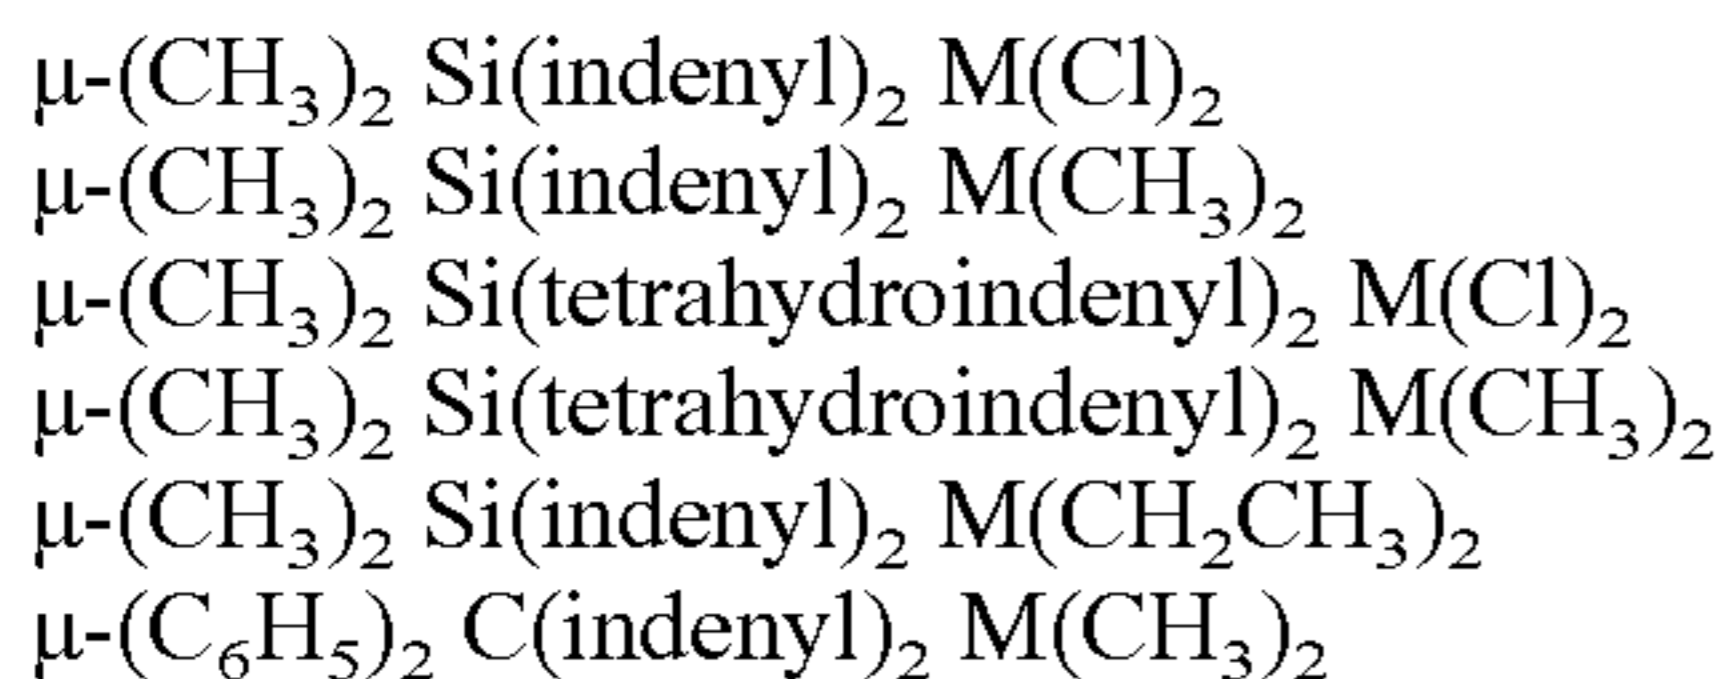 μ-(CH₃)₂ Si(indenyl)₂ M(Cl)₂
μ-(CH₃)₂ Si(indenyl)₂ M(CH₃)₂
μ-(CH₃)₂ Si(tetrahydroindenyl)₂ M(Cl)₂
μ-(CH₃)₂ Si(tetrahydroindenyl)₂ M(CH₃)₂
μ-(CH₃)₂ Si(indenyl)₂ M(CH₂CH₃)₂
μ-(C₆H₅)₂ C(indenyl)₂ M(CH₃)₂